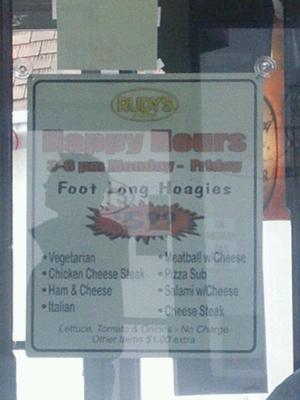 RUDY'S
Happy Hours
3-6 pm Monday - Friday
Foot Long Hoagies
• Vegetarian
• Chicken Cheese Steak
• Ham & Cheese
• Italian
• Meatball w/Cheese
• Pizza Sub
• Salami w/Cheese
• Cheese Steak
Lettuce, Tomato & Onions - No Charge
Other Items $1.00 extra